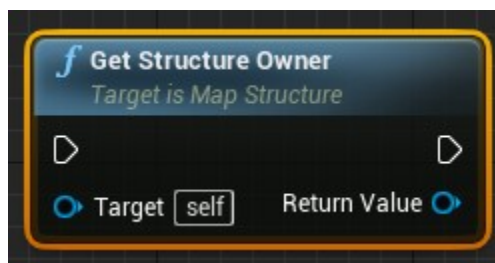 f Get Structure Owner
Target is Map Structure
Target self Return Value